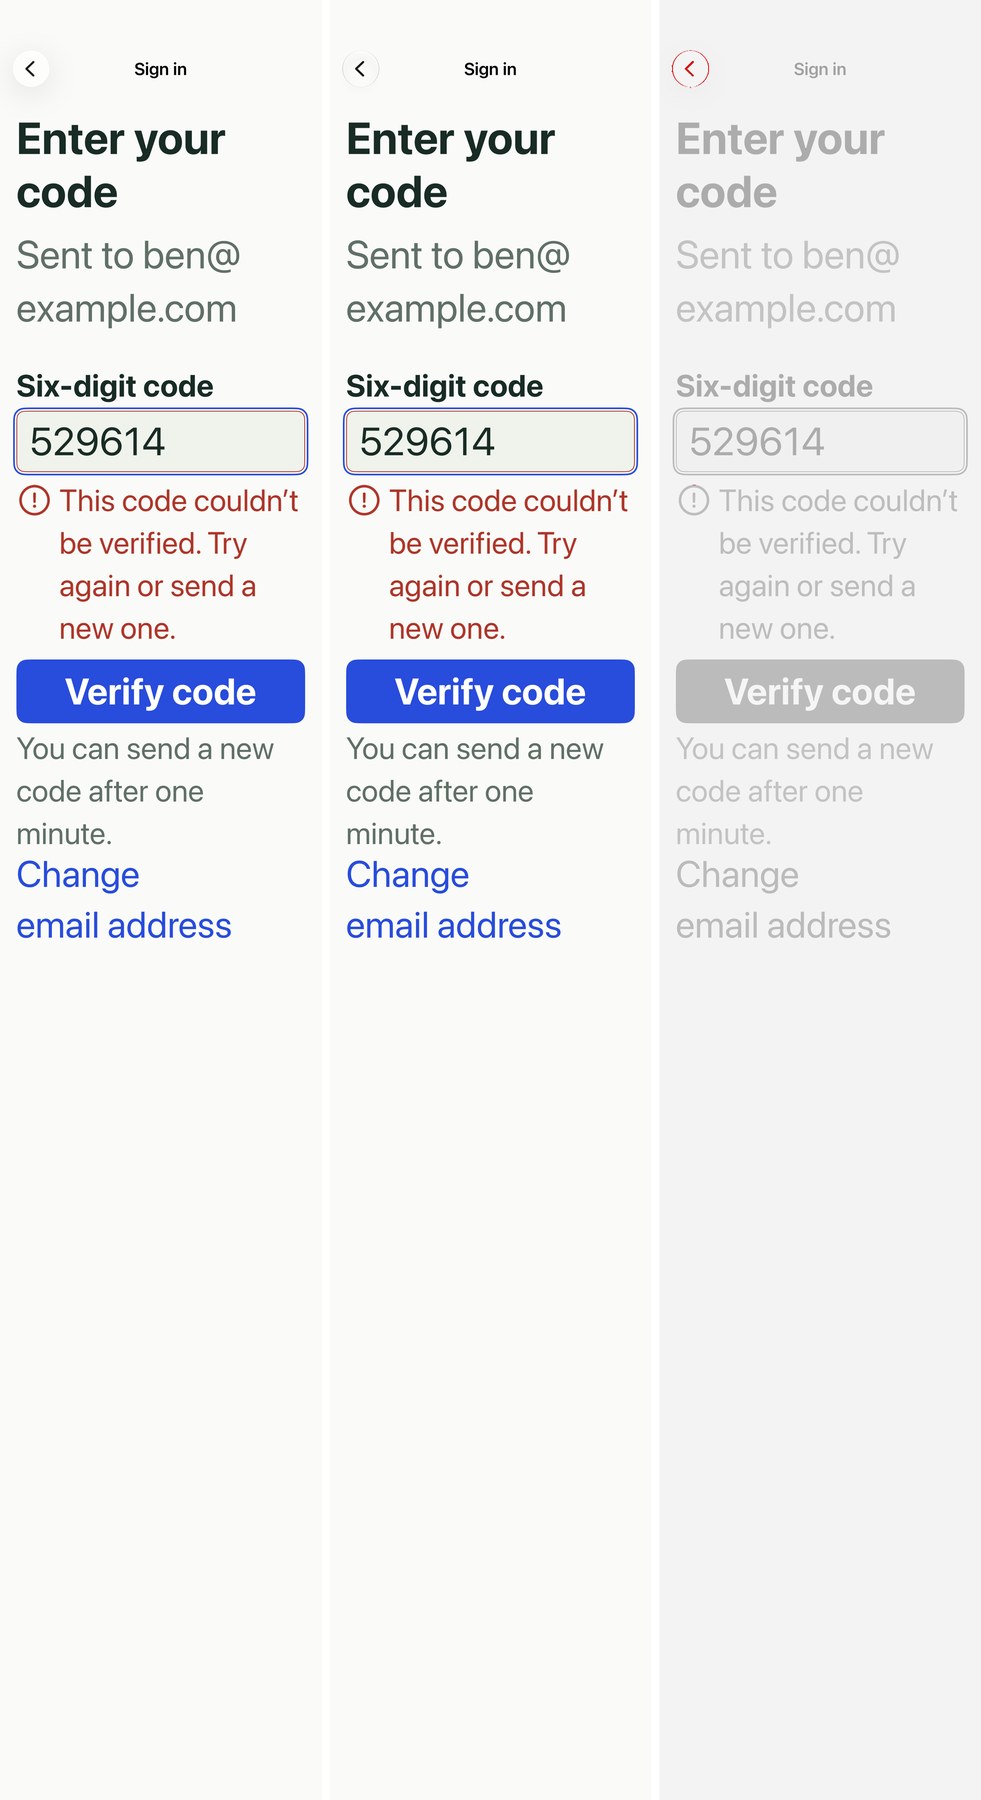 Sign in
Enter your
code
Sent to ben@
example.com
Six-digit code
529614
This code couldn’t
be verified. Try
again or send a
new one.
Verify code
You can send a new
code after one
minute.
Change
email address
Sign in
Enter your
code
Sent to ben@
example.com
Six-digit code
529614
This code couldn’t
be verified. Try
again or send a
new one.
Verify code
You can send a new
code after one
minute.
Change
email address
Sign in
Enter your
code
Sent to ben@
example.com
Six-digit code
529614
This code couldn’t
be verified. Try
again or send a
new one.
Verify code
You can send a new
code after one
minute.
Change
email address